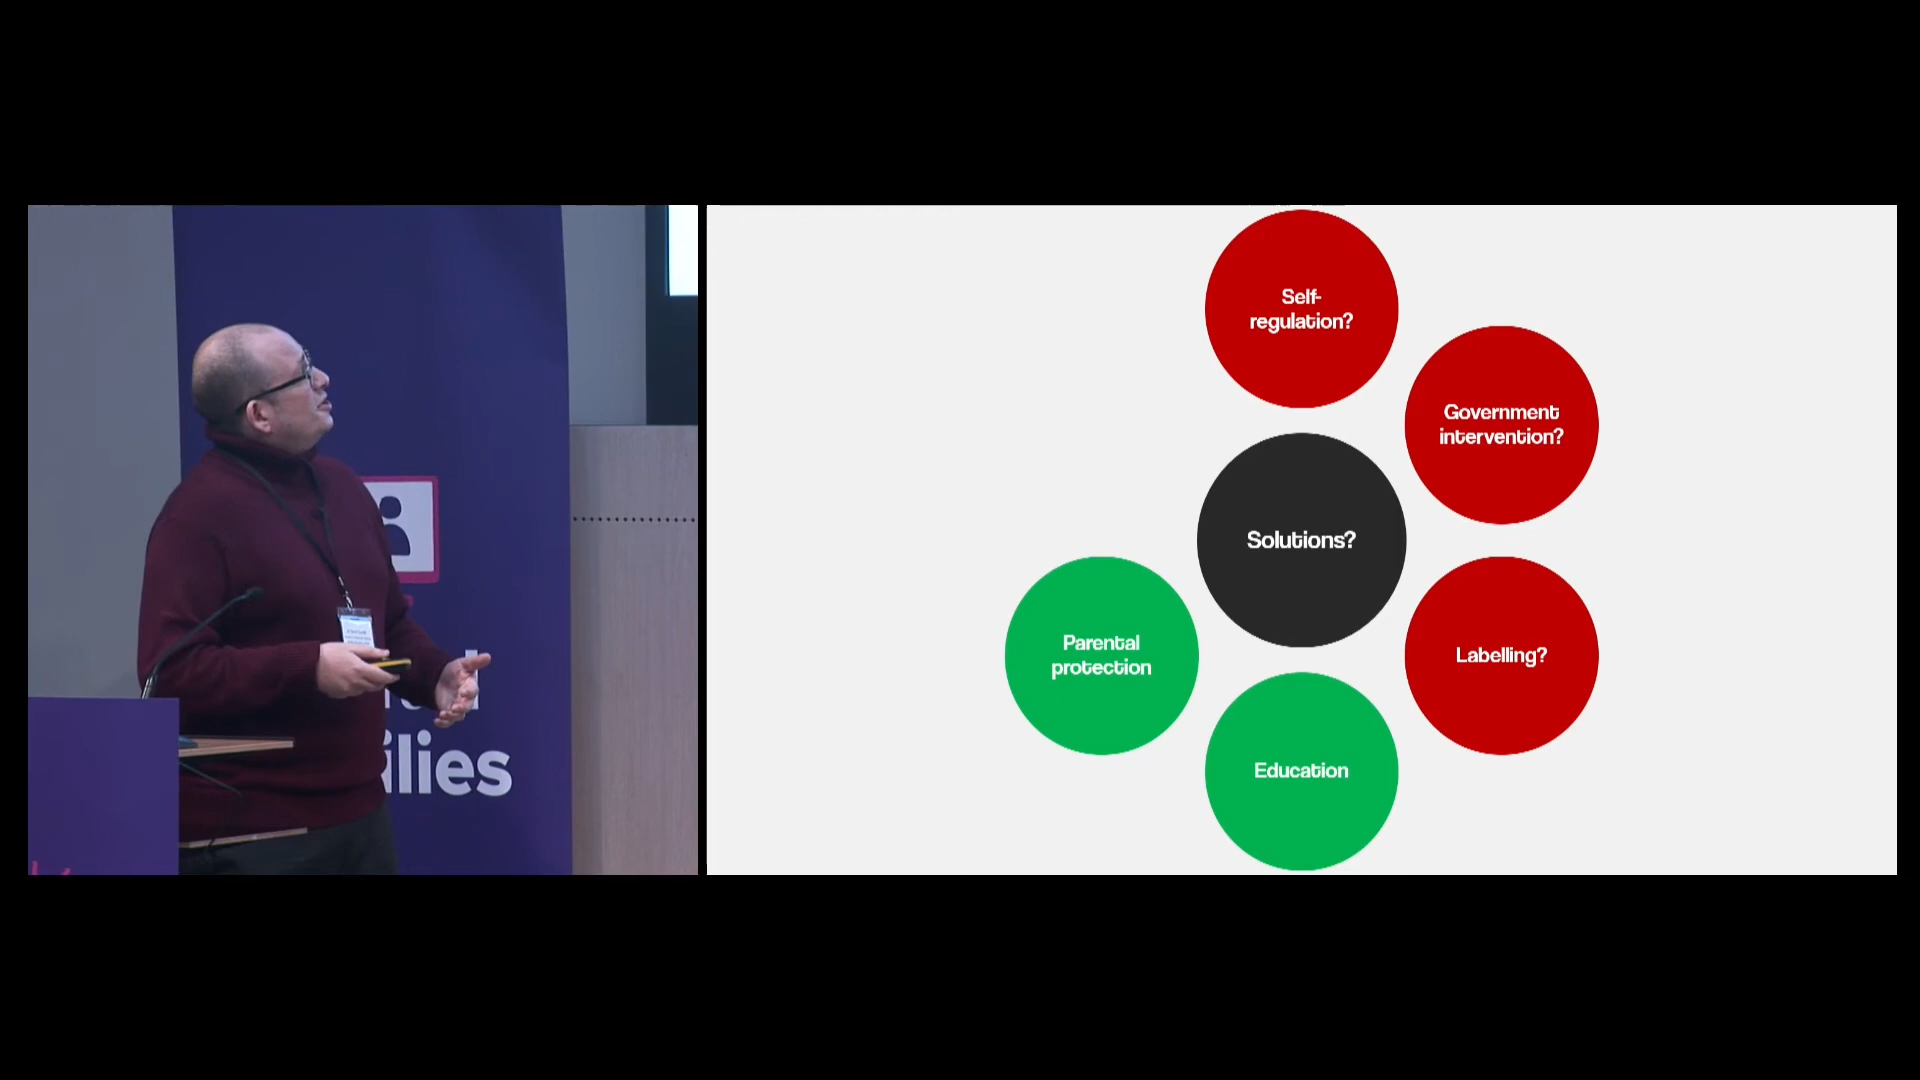 ilies
Self-
regulation?
Government
intervention?
Solutions?
Parental
protection
Labelling?
Education